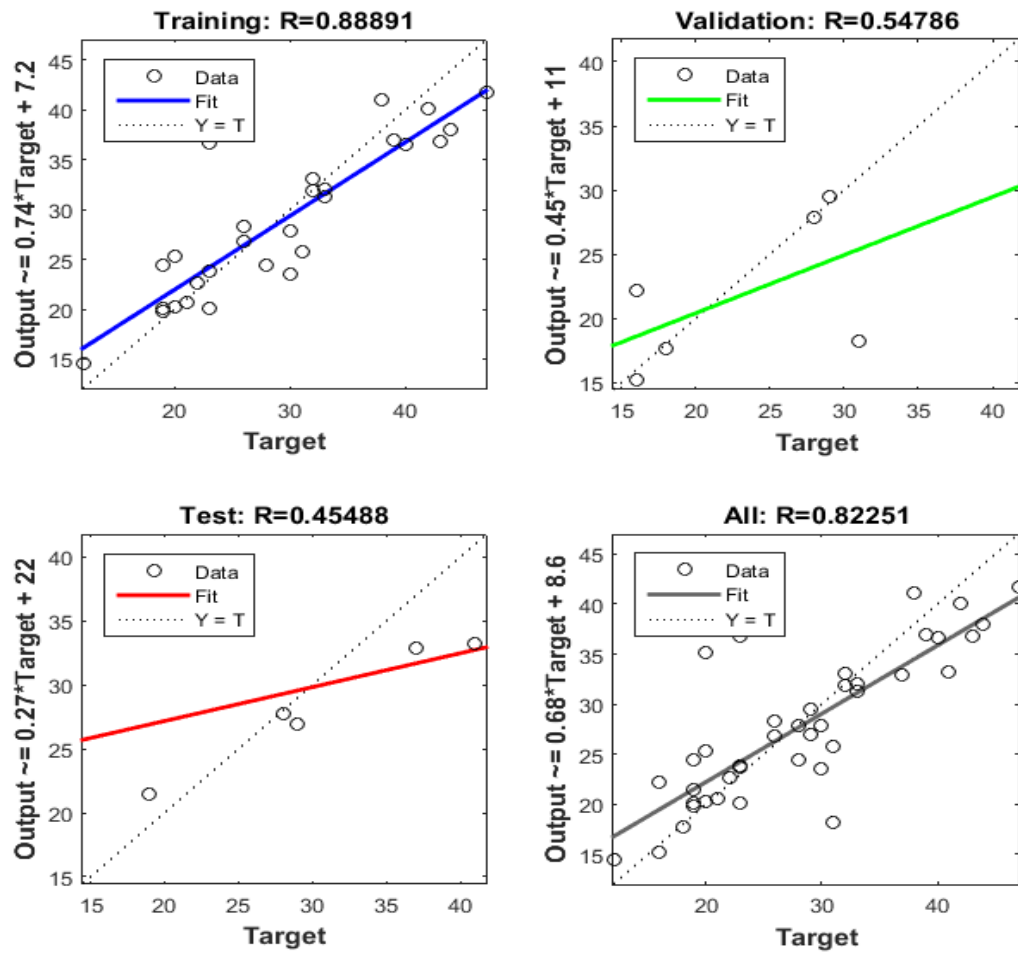 Training: R=0.88891
Output ~= 0.74*Target + 7.2
45
40
35
30
25
20
15
Data
Fit
Y = T
20
30
40
Target
Validation: R=0.54786
Output ~= 0.45*Target + 11
40
35
30
25
20
15
Data
Fit
Y = T
15
20
25
30
35
40
Target
Test: R=0.45488
Output ~= 0.27*Target + 22
40
35
30
25
20
15
Data
Fit
Y = T
15
20
25
30
35
40
Target
All: R=0.82251
Output ~= 0.68*Target + 8.6
45
40
35
30
25
20
15
Data
Fit
Y = T
20
30
40
Target